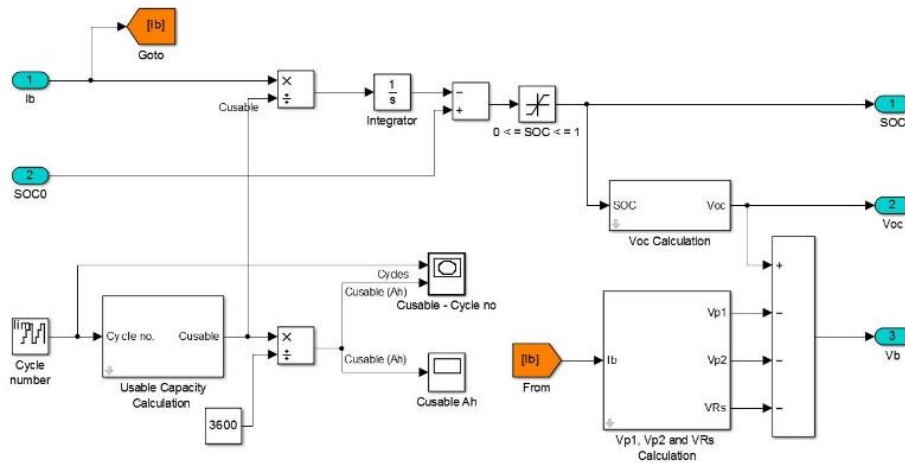 [Ib]
Goto
1
Ib
×
÷
Cusable
1
s
Integrator
−
+
0 <= SOC <= 1
1
SOC
2
SOC0
SOC
Voc
Voc Calculation
2
Voc
Cycles
Cusable (Ah)
Cusable - Cycle no
lim
Cycle
number
Cycle no.
Cusable
Usable Capacity
Calculation
×
÷
3600
Cusable (Ah)
Cusable Ah
[Ib]
From
Ib
Vp1
Vp2
VRs
Vp1, Vp2 and VRs
Calculation
+
−
−
−
3
Vb